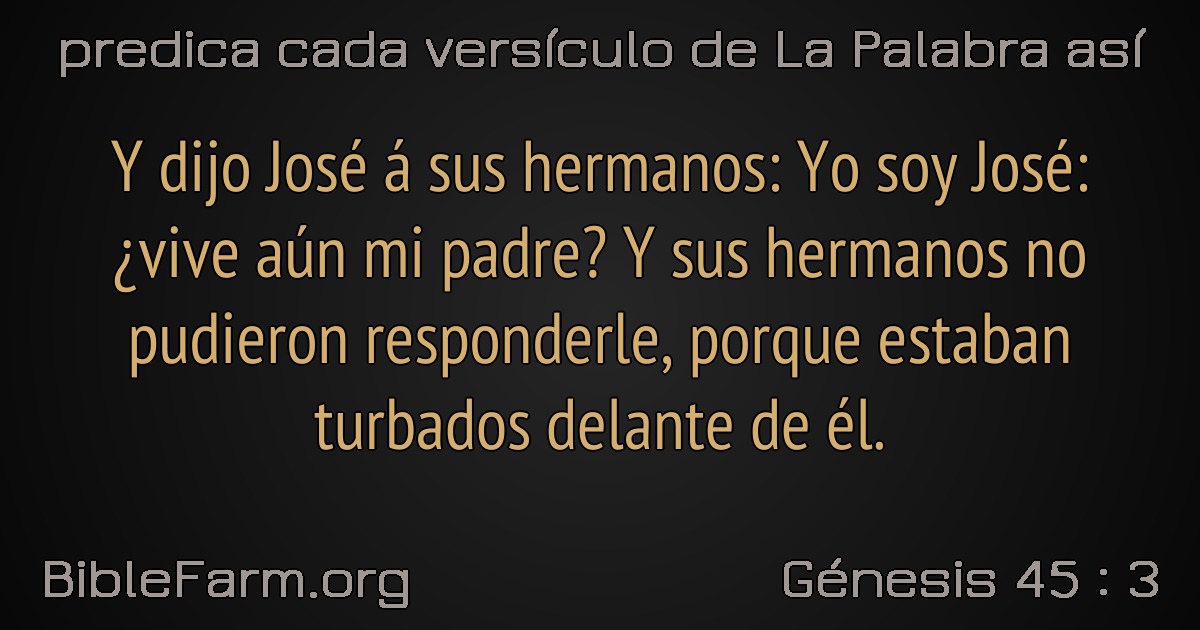 predica cada versículo de La Palabra así
Y dijo José á sus hermanos: Yo soy José:
¿vive aún mi padre? Y sus hermanos no
pudieron responderle, porque estaban
turbados delante de él.
BibleFarm.org
Génesis 45 : 3